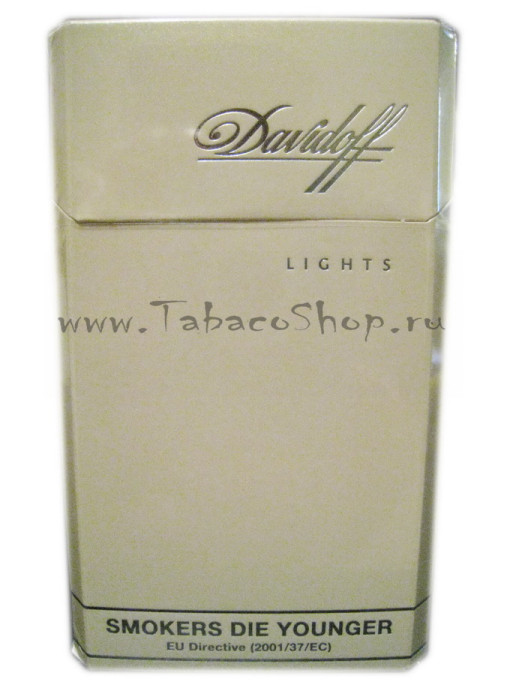 Davidoff
LIGHTS
www.TabacoShop.ru
SMOKERS DIE YOUNGER
EU Directive (2001/37/EC)